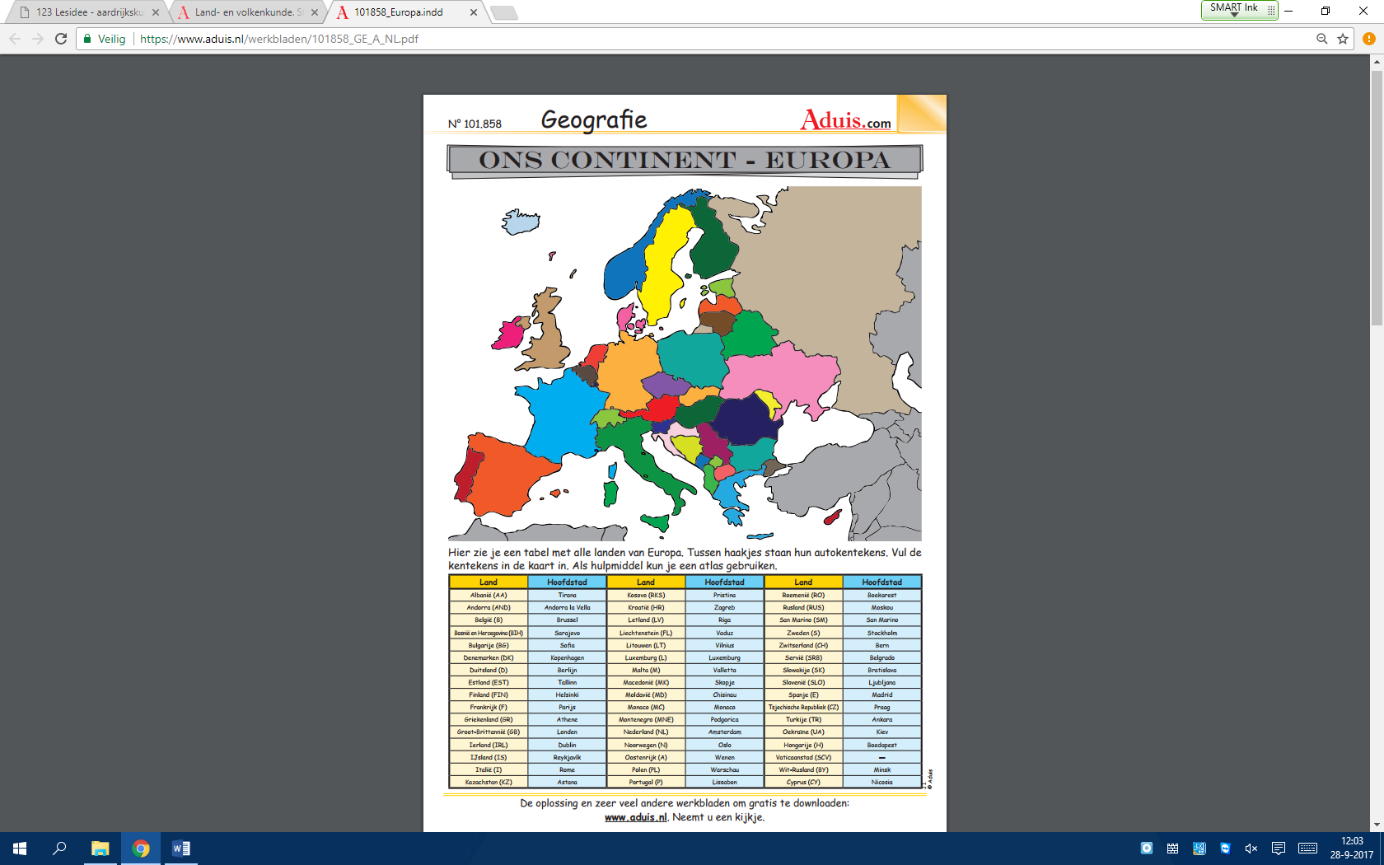 123 Lesidee - aardrijksku
Land- en volkenkunde. S
101858_Europa.indd
SMART Ink
Veilig
https://www.aduis.nl/werkbladen/101858_GE_A_NL.pdf
N° 101.858
Geografie
Aduis.com
ONS CONTINENT - EUROPA
Hier zie je een tabel met alle landen van Europa. Tussen haakjes staan hun autokentekens. Vul de
kentekens in de kaart in. Als hulpmiddel kun je een atlas gebruiken.
Land Hoofdstad Land Hoofdstad Land Hoofdstad
Albanië (AA) Tirana Kosovo (RKS) Pristina Roemenië (RO) Boekarest
Andorra (AND) Andorra la Vella Kroatië (HR) Zagreb Rusland (RUS) Moskou
België (B) Brussel Letland (LV) Riga San Marino (SM) San Marino
Bosnië en Herzegovina (BIH) Sarajevo Liechtenstein (FL) Vaduz Zweden (S) Stockholm
Bulgarije (BG) Sofia Litouwen (LT) Vilnius Zwitserland (CH) Bern
Denemarken (DK) Kopenhagen Luxemburg (L) Luxemburg Servië (SRB) Belgrado
Duitsland (D) Berlijn Malta (M) Valletta Slowakije (SK) Bratislava
Estland (EST) Tallinn Macedonië (MK) Skopje Slovenië (SLO) Ljubljana
Finland (FIN) Helsinki Moldavië (MD) Chisinau Spanje (E) Madrid
Frankrijk (F) Parijs Monaco (MC) Monaco Tsjechische Republiek (CZ) Praag
Griekenland (GR) Athene Montenegro (MNE) Podgorica Turkije (TR) Ankara
Groot-Brittannië (GB) Londen Nederland (NL) Amsterdam Oekraïne (UA) Kiev
Ierland (IRL) Dublin Noorwegen (N) Oslo Hongarije (H) Boedapest
IJsland (IS) Reykjavík Oostenrijk (A) Wenen Vaticaanstad (SCV) —
Italië (I) Rome Polen (PL) Warschau Wit-Rusland (BY) Minsk
Kazachstan (KZ) Astana Portugal (P) Lissabon Cyprus (CY) Nicosia
© Aduis
De oplossing en zeer veel andere werkbladen om gratis te downloaden:
www.aduis.nl. Neemt u een kijkje.
12:03
28-9-2017